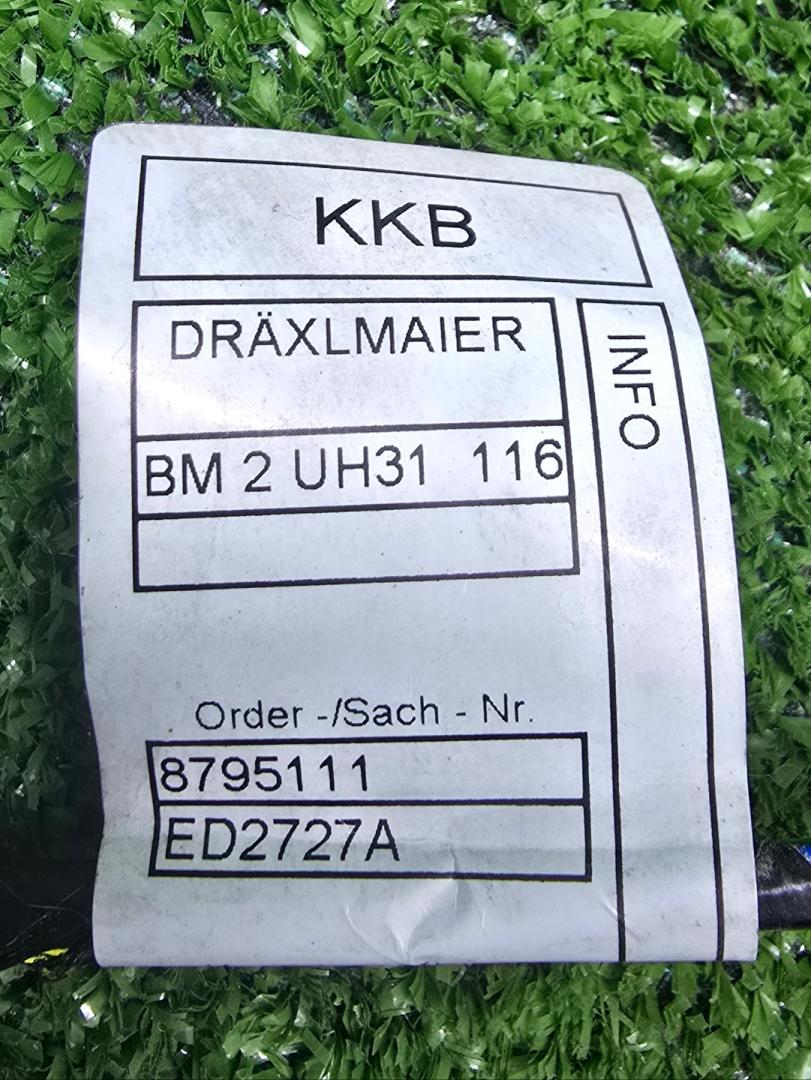 KKB
DRÄXLMAIER
INFO
BM 2 UH31 116
Order -/Sach - Nr.
8795111
ED2727A